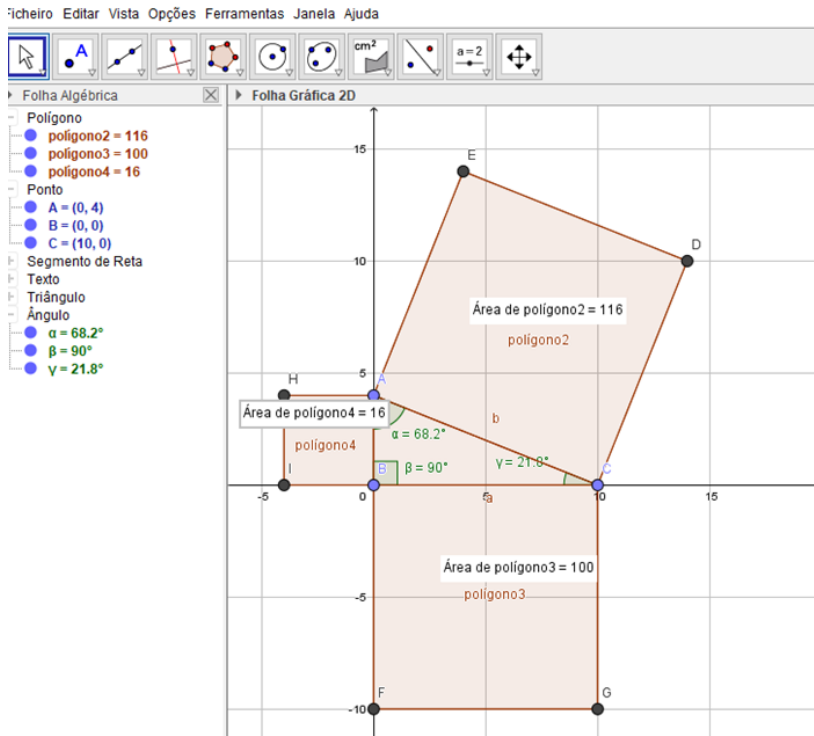 Ficheiro Editar Vista Opções Ferramentas Janela Ajuda
A
cm²
a=2
Folha Algébrica
Polígono
polígono2 = 116
polígono3 = 100
polígono4 = 16
Ponto
A = (0, 4)
B = (0, 0)
C = (10, 0)
Segmento de Reta
Texto
Triângulo
Ângulo
α = 68.2°
β = 90°
γ = 21.8°
Folha Gráfica 2D
15
E
D
10
Área de polígono2 = 116
polígono2
5
H
A
Área de polígono4 = 16
b
α = 68.2°
polígono4
I
B
β = 90°
γ = 21.8°
C
-5
0
5
a
10
15
Área de polígono3 = 100
polígono3
-5
F
G
-10